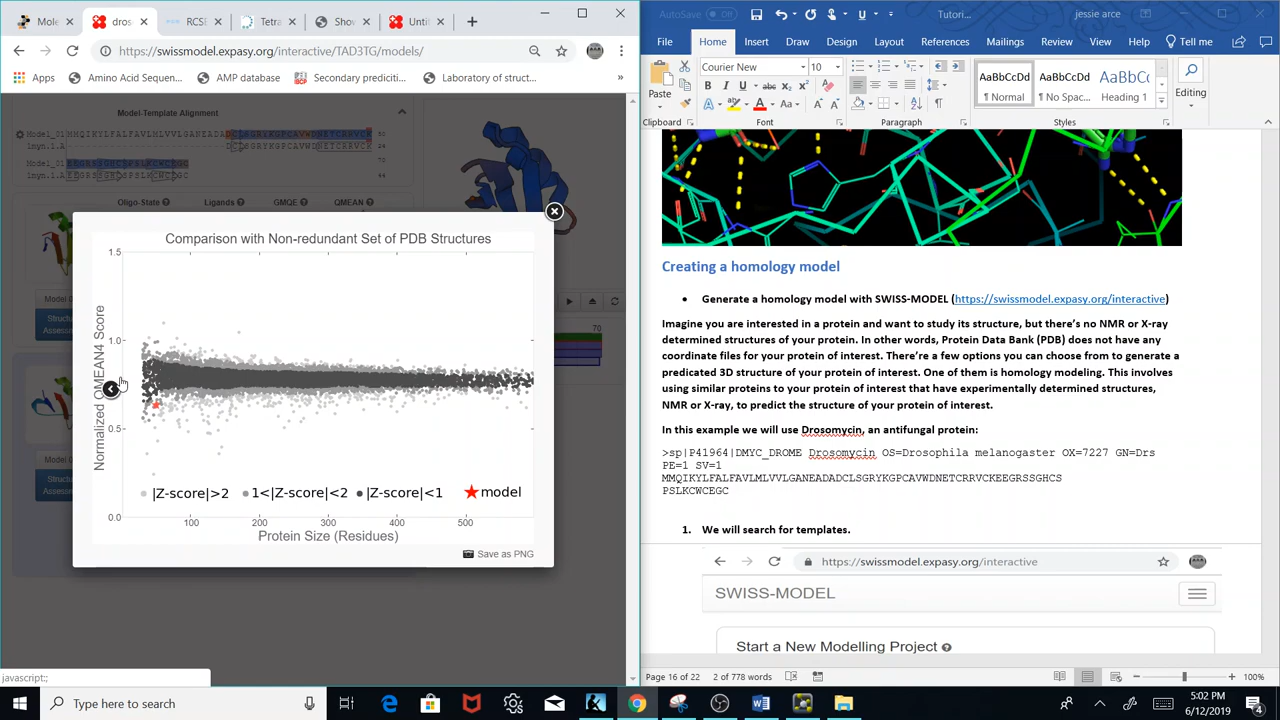 Mole
dros
RCSE
Tetra
Shov
Unti
https://swissmodel.expasy.org/interactive/TAD3TG/models/
Apps
Amino Acid Sequen...
AMP database
Secondary prediciti...
Laboratory of struct...
»
Model-Template Alignment
Oligo-State
Ligands
GMQE
QMEAN
Model 0
Structu
Assess
70
Comparison with Non-redundant Set of PDB Structures
Normalized QMEAN4 Score
1.5
1.0
0.5
0.0
|Z-score|>2
1<|Z-score|<2
|Z-score|<1
model
100
200
300
400
500
Protein Size (Residues)
Save as PNG
javascript:;
AutoSave
Off
Tutori...
jessie arce
File
Home
Insert
Draw
Design
Layout
References
Mailings
Review
View
Help
Tell me
Paste
Clipboard
Courier New
10
Font
Paragraph
AaBbCcDd
¶ Normal
AaBbCcDd
¶ No Spac...
AaBbCc
Heading 1
Styles
Editing
Creating a homology model
• Generate a homology model with SWISS-MODEL (https://swissmodel.expasy.org/interactive)
Imagine you are interested in a protein and want to study its structure, but there's no NMR or X-ray
determined structures of your protein. In other words, Protein Data Bank (PDB) does not have any
coordinate files for your protein of interest. There're a few options you can choose from to generate a
predicated 3D structure of your protein of interest. One of them is homology modeling. This involves
using similar proteins to your protein of interest that have experimentally determined structures,
NMR or X-ray, to predict the structure of your protein of interest.
In this example we will use Drosomycin, an antifungal protein:
>sp|P41964|DMYC_DROME Drosomycin OS=Drosophila melanogaster OX=7227 GN=Drs
PE=1 SV=1
MMQIKYLFALFAVLMLVVLGANEADADCLSGRYKGPCAVWDNETCRRVCKEEGRSSGHCS
PSLKCWCEGC
1. We will search for templates.
https://swissmodel.expasy.org/interactive
SWISS-MODEL
Start a New Modelling Project
Page 16 of 22
2 of 778 words
100%
Type here to search
5:02 PM
6/12/2019